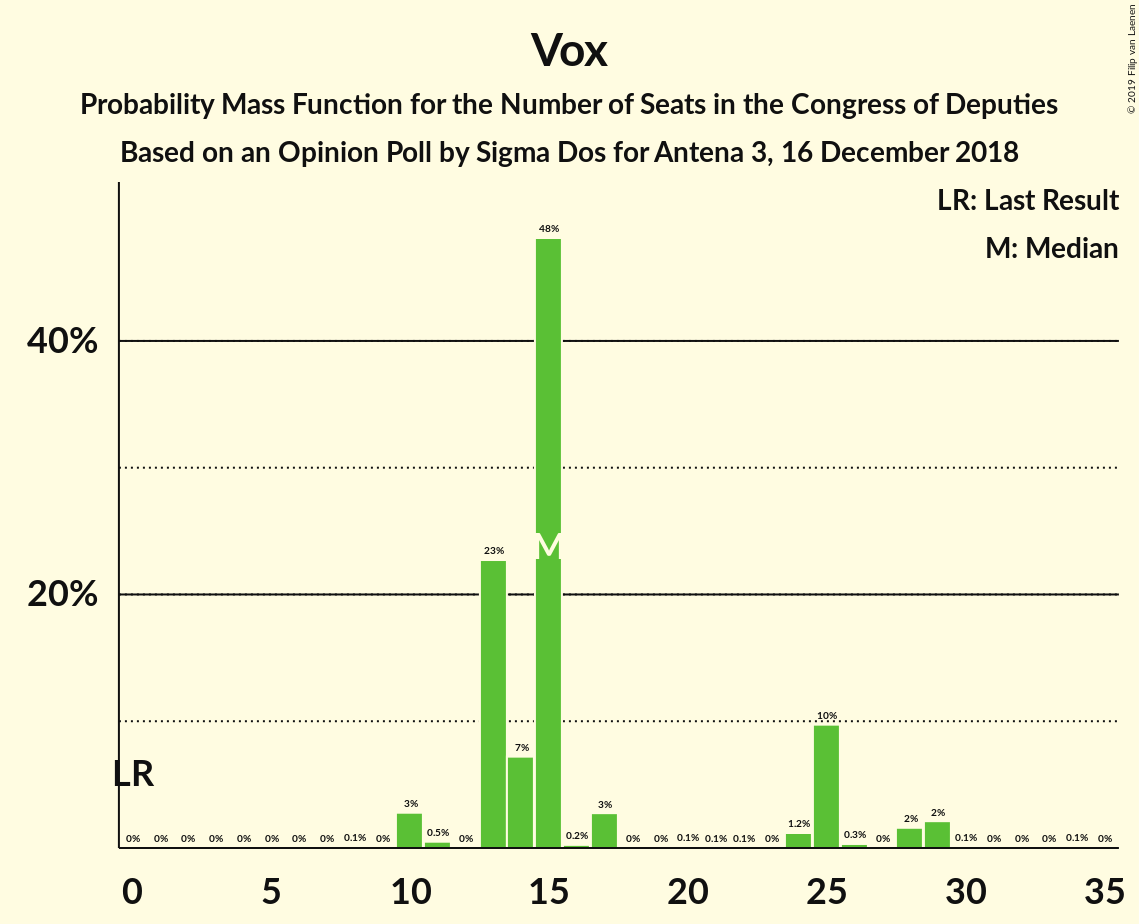 Vox
Probability Mass Function for the Number of Seats in the Congress of Deputies
Based on an Opinion Poll by Sigma Dos for Antena 3, 16 December 2018
© 2019 Filip van Laenen
LR: Last Result
M: Median
40%
20%
LR
M
0% 0% 0% 0% 0% 0% 0% 0% 0.1% 0% 3% 0.5% 0% 23% 7% 48% 0.2% 3% 0% 0% 0.1% 0.1% 0.1% 0% 1.2% 10% 0.3% 0% 2% 2% 0.1% 0% 0% 0% 0.1% 0%
0 5 10 15 20 25 30 35